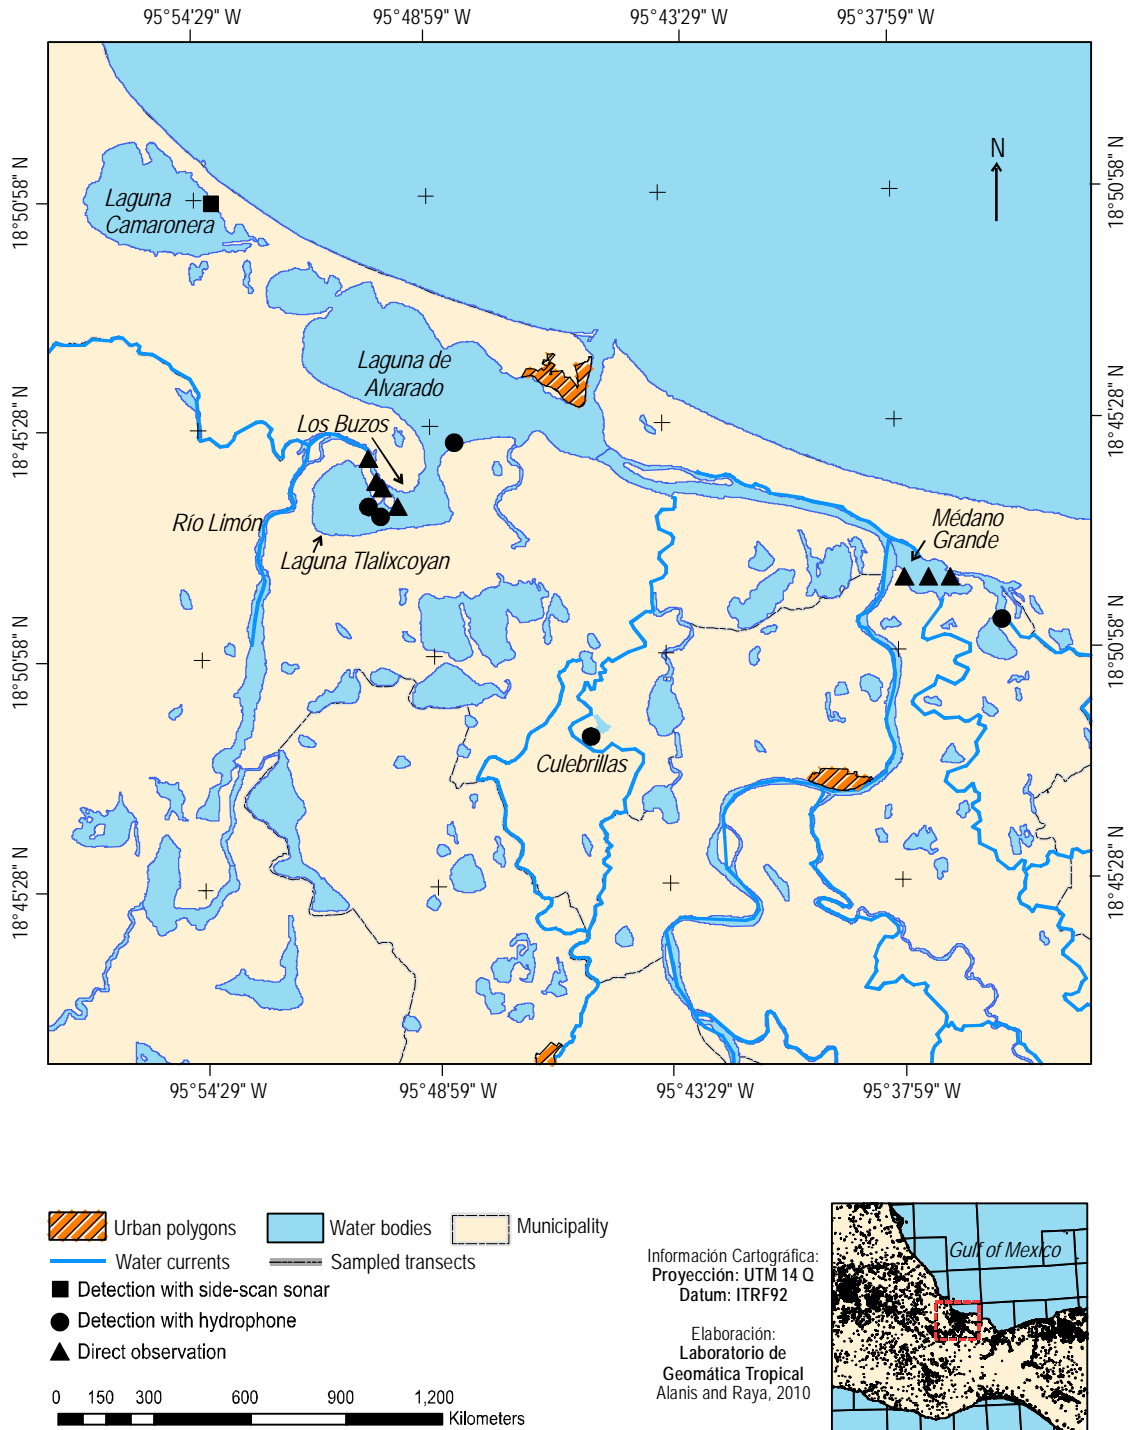 95°54'29" W 95°48'59" W 95°43'29" W 95°37'59" W
18°50'58" N
18°50'58" N
N
Laguna
Camaronera
Laguna de
Alvarado
18°45'28" N
18°45'28" N
Los Buzos
Río Limón
Médano
Grande
Laguna Tlalixcoyan
18°50'58" N
18°50'58" N
Culebrillas
18°45'28" N
18°45'28" N
95°54'29" W 95°48'59" W 95°43'29" W 95°37'59" W
Urban polygons Water bodies Municipality
Water currents Sampled transects
Detection with side-scan sonar
Detection with hydrophone
Direct observation
0 150 300 600 900 1,200
Kilometers
Información Cartográfica:
Proyección: UTM 14 Q
Datum: ITRF92
Elaboración:
Laboratorio de
Geomática Tropical
Alanis and Raya, 2010
Gulf of Mexico